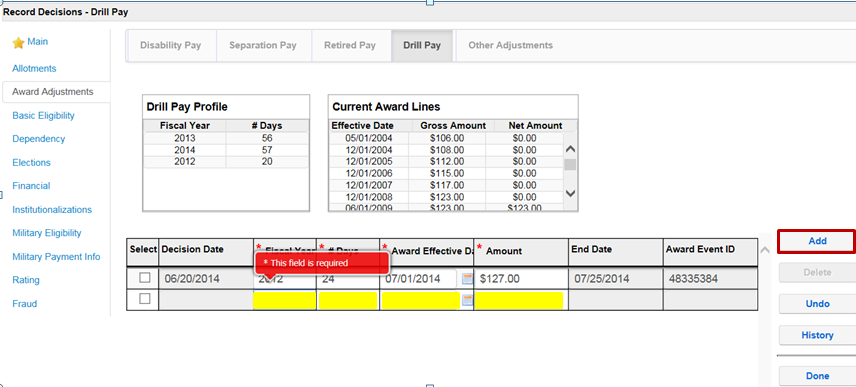 Record Decisions - Drill Pay
Main
Allotments
Award Adjustments
Basic Eligibility
Dependency
Elections
Financial
Institutionalizations
Military Eligibility
Military Payment Info
Rating
Fraud
Disability Pay Separation Pay Retired Pay Drill Pay Other Adjustments
Drill Pay Profile
Fiscal Year # Days
2013 56
2014 57
2012 20
Current Award Lines
Effective Date Gross Amount Net Amount
05/01/2004 $106.00 $0.00
12/01/2004 $108.00 $0.00
12/01/2005 $112.00 $0.00
12/01/2006 $115.00 $0.00
12/01/2007 $117.00 $0.00
12/01/2008 $123.00 $0.00
06/01/2009 $123.00 $123.00
Select Decision Date * Fiscal Year * # Days * Award Effective Da * Amount End Date Award Event ID
* This field is required
06/20/2014 2012 24 07/01/2014 $127.00 07/25/2014 48335384
Add
Delete
Undo
History
Done